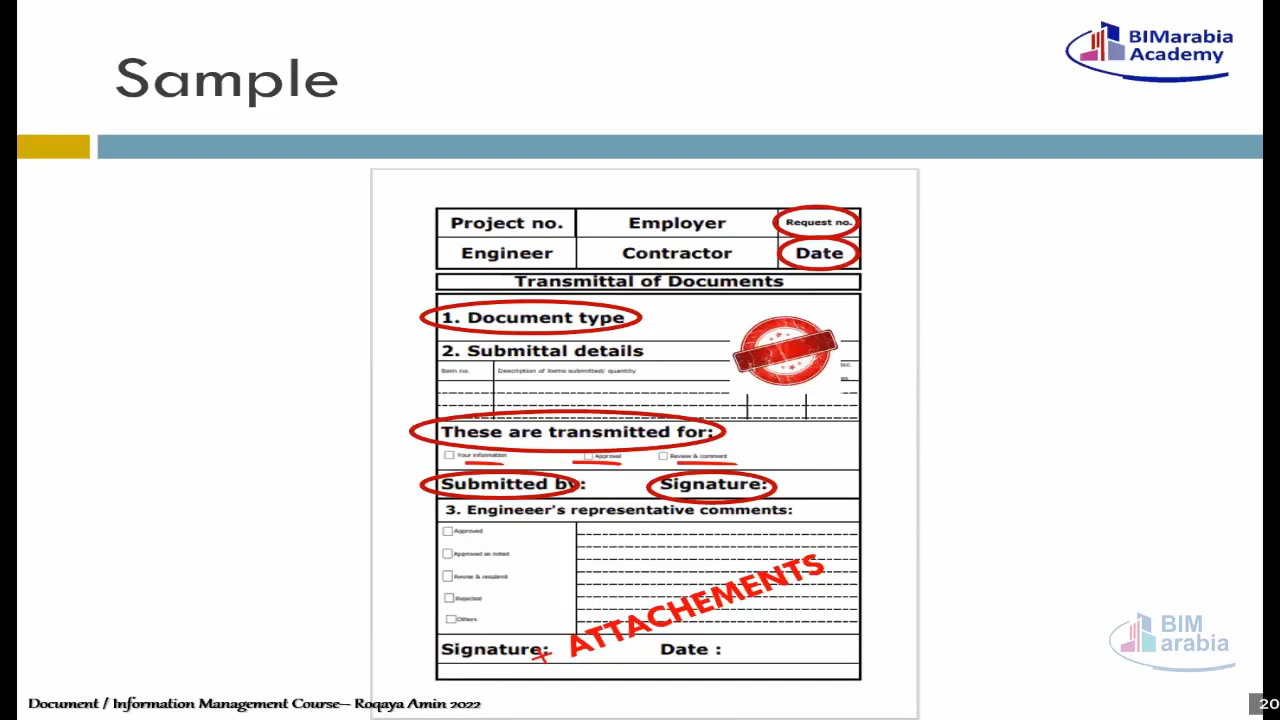 Sample
BIMarabia
Academy
Project no. Employer Request no.
Engineer Contractor Date
Transmittal of Documents
1. Document type
2. Submittal details
Item no. Description of items submitted/ quantity
These are transmitted for:
Your information Approval Review & comment
Submitted by: Signature:
3. Engineeer's representative comments:
Approved
Approved as noted
Revise & resubmit
Rejected
Others
+ ATTACHEMENTS
Signature: Date :
BIM
arabia
Document / Information Management Course-- Roqaya Amin 2022
20